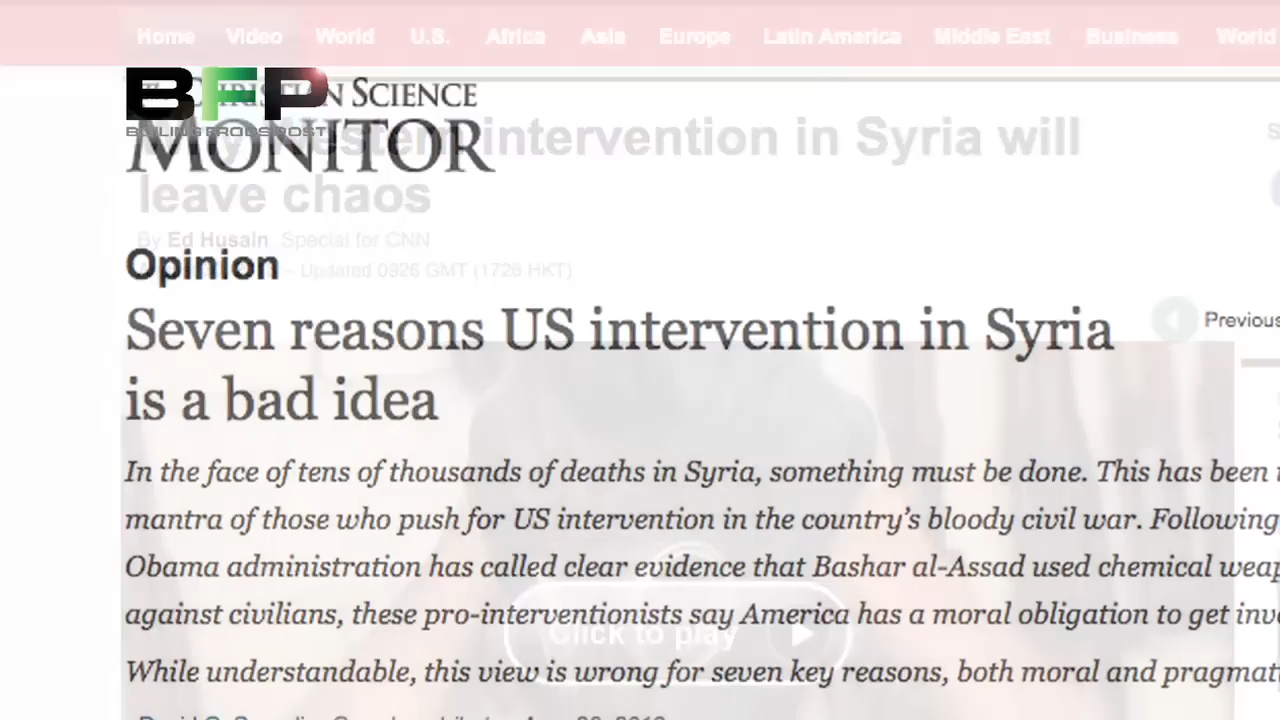 Home Video World U.S. Africa Asia Europe Latin America Middle East Business World
BFP
BOILING FROGS POST
CHRISTIAN SCIENCE
MONITOR
intervention in Syria will
leave chaos
By Ed Husain, Special for CNN
- Updated 0926 GMT (1726 HKT)
Opinion
Seven reasons US intervention in Syria
is a bad idea
Previous
In the face of tens of thousands of deaths in Syria, something must be done. This has been
mantra of those who push for US intervention in the country's bloody civil war. Following
Obama administration has called clear evidence that Bashar al-Assad used chemical weap
against civilians, these pro-interventionists say America has a moral obligation to get inv
Click to play
While understandable, this view is wrong for seven key reasons, both moral and pragmat